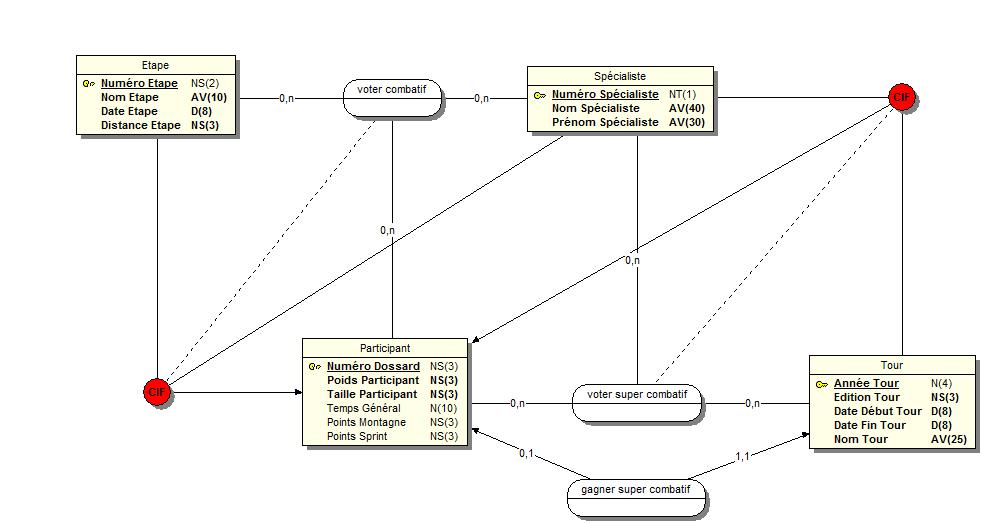 Etape
Numéro Etape NS(2)
Nom Etape AV(10)
Date Etape D(8)
Distance Etape NS(3)
0,n
voter combatif
0,n
Spécialiste
Numéro Spécialiste NT(1)
Nom Spécialiste AV(40)
Prénom Spécialiste AV(30)
CIF
0,n
0,n
CIF
Participant
Numéro Dossard NS(3)
Poids Participant NS(3)
Taille Participant NS(3)
Temps Général N(10)
Points Montagne NS(3)
Points Sprint NS(3)
0,n
voter super combatif
0,n
Tour
Année Tour N(4)
Edition Tour NS(3)
Date Début Tour D(8)
Date Fin Tour D(8)
Nom Tour AV(25)
0,1
1,1
gagner super combatif